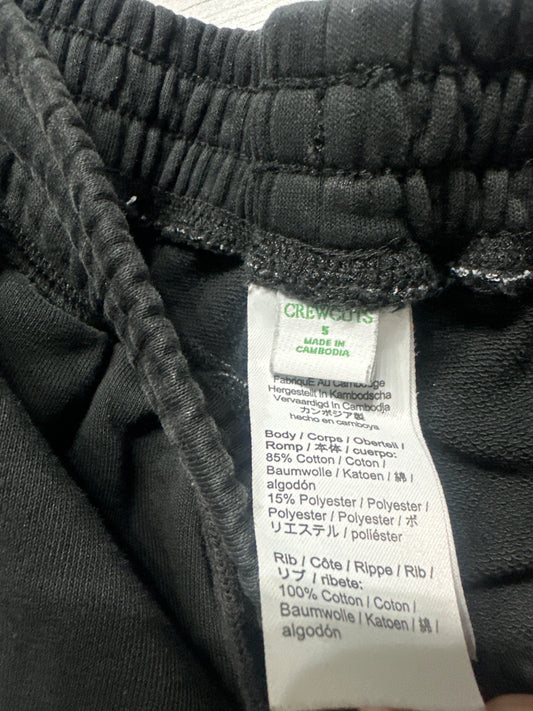 CREWCUTS
5
MADE IN
CAMBODIA
Fabriqué Au Cambodge
Hergestellt In Kambodscha
Vervaardigd In Cambodja
カンボジア製
hecho en camboya
Body / Corps / Oberteil /
Romp / 本体 / cuerpo:
85% Cotton / Coton /
Baumwolle / Katoen / 綿 /
algodón
15% Polyester / Polyester /
Polyester / Polyester / ポ
リエステル / poliéster
Rib / Côte / Rippe / Rib /
リブ / ribete:
100% Cotton / Coton /
Baumwolle / Katoen / 綿 /
algodón